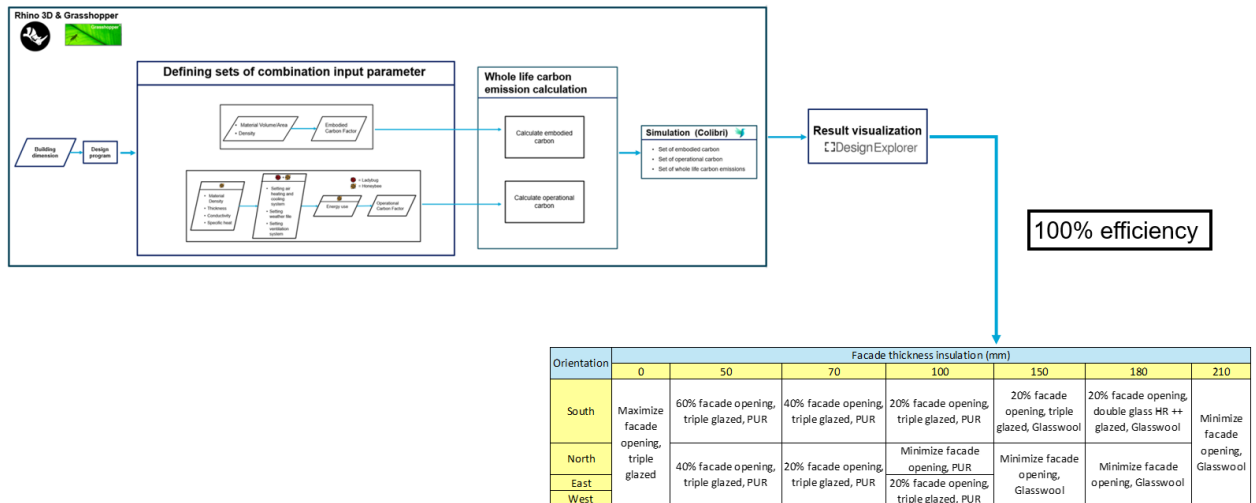 Rhino 3D & Grasshopper
Grasshopper
Defining sets of combination input parameter
Whole life carbon
emission calculation
• Material Volume/Area
• Density
Embodied
Carbon Factor
Calculate embodied
carbon
Simulation (Colibri)
• Set of embodied carbon
• Set of operational carbon
• Set of whole life carbon emissions
Result visualization
DesignExplorer
Building
dimension
Design
program
= Ladybug
= Honeybee
• Material
Density
• Thickness
• Conductivity
• Specific heat
+
• Setting air
heating and
cooling
system
• Setting
weather file
• Setting
ventilation
system
Energy use
Operational
Carbon Factor
Calculate operational
carbon
100% efficiency
Orientation
Facade thickness insulation (mm)
0
50
70
100
150
180
210
South
Maximize
facade
opening,
triple
glazed
60% facade opening,
triple glazed, PUR
40% facade opening,
triple glazed, PUR
20% facade opening,
triple glazed, PUR
20% facade
opening, triple
glazed, Glasswool
20% facade opening,
double glass HR ++
glazed, Glasswool
Minimize
facade
opening,
Glasswool
North
40% facade opening,
triple glazed, PUR
20% facade opening,
triple glazed, PUR
Minimize facade
opening, PUR
Minimize facade
opening,
Glasswool
Minimize facade
opening, Glasswool
East
20% facade opening,
triple glazed, PUR
West